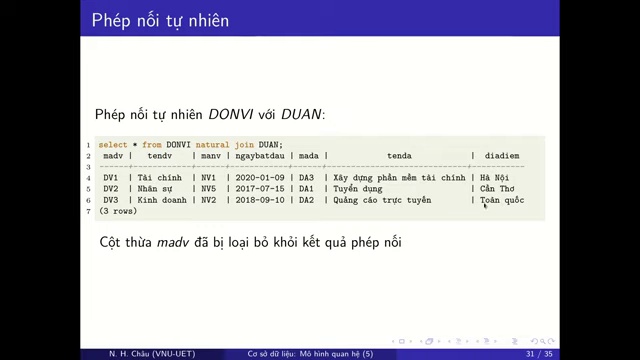 Phép nối tự nhiên
Phép nối tự nhiên DONVI với DUAN:
1 select * from DONVI natural join DUAN;
2 madv | tendv | manv | ngaybatdau | mada | tenda | diadiem
3 ------+------------+------+------------+------+---------------------------+-----------
4 DV1 | Tài chính | NV1 | 2020-01-09 | DA3 | Xây dựng phần mềm tài chính | Hà Nội
5 DV2 | Nhân sự | NV5 | 2017-07-15 | DA1 | Tuyển dụng | Cần Thơ
6 DV3 | Kinh doanh | NV2 | 2018-09-10 | DA2 | Quảng cáo trực tuyến | Toàn quốc
7 (3 rows)
Cột thừa madv đã bị loại bỏ khỏi kết quả phép nối
N. H. Châu (VNU-UET) Cơ sở dữ liệu: Mô hình quan hệ (5) 31 / 35